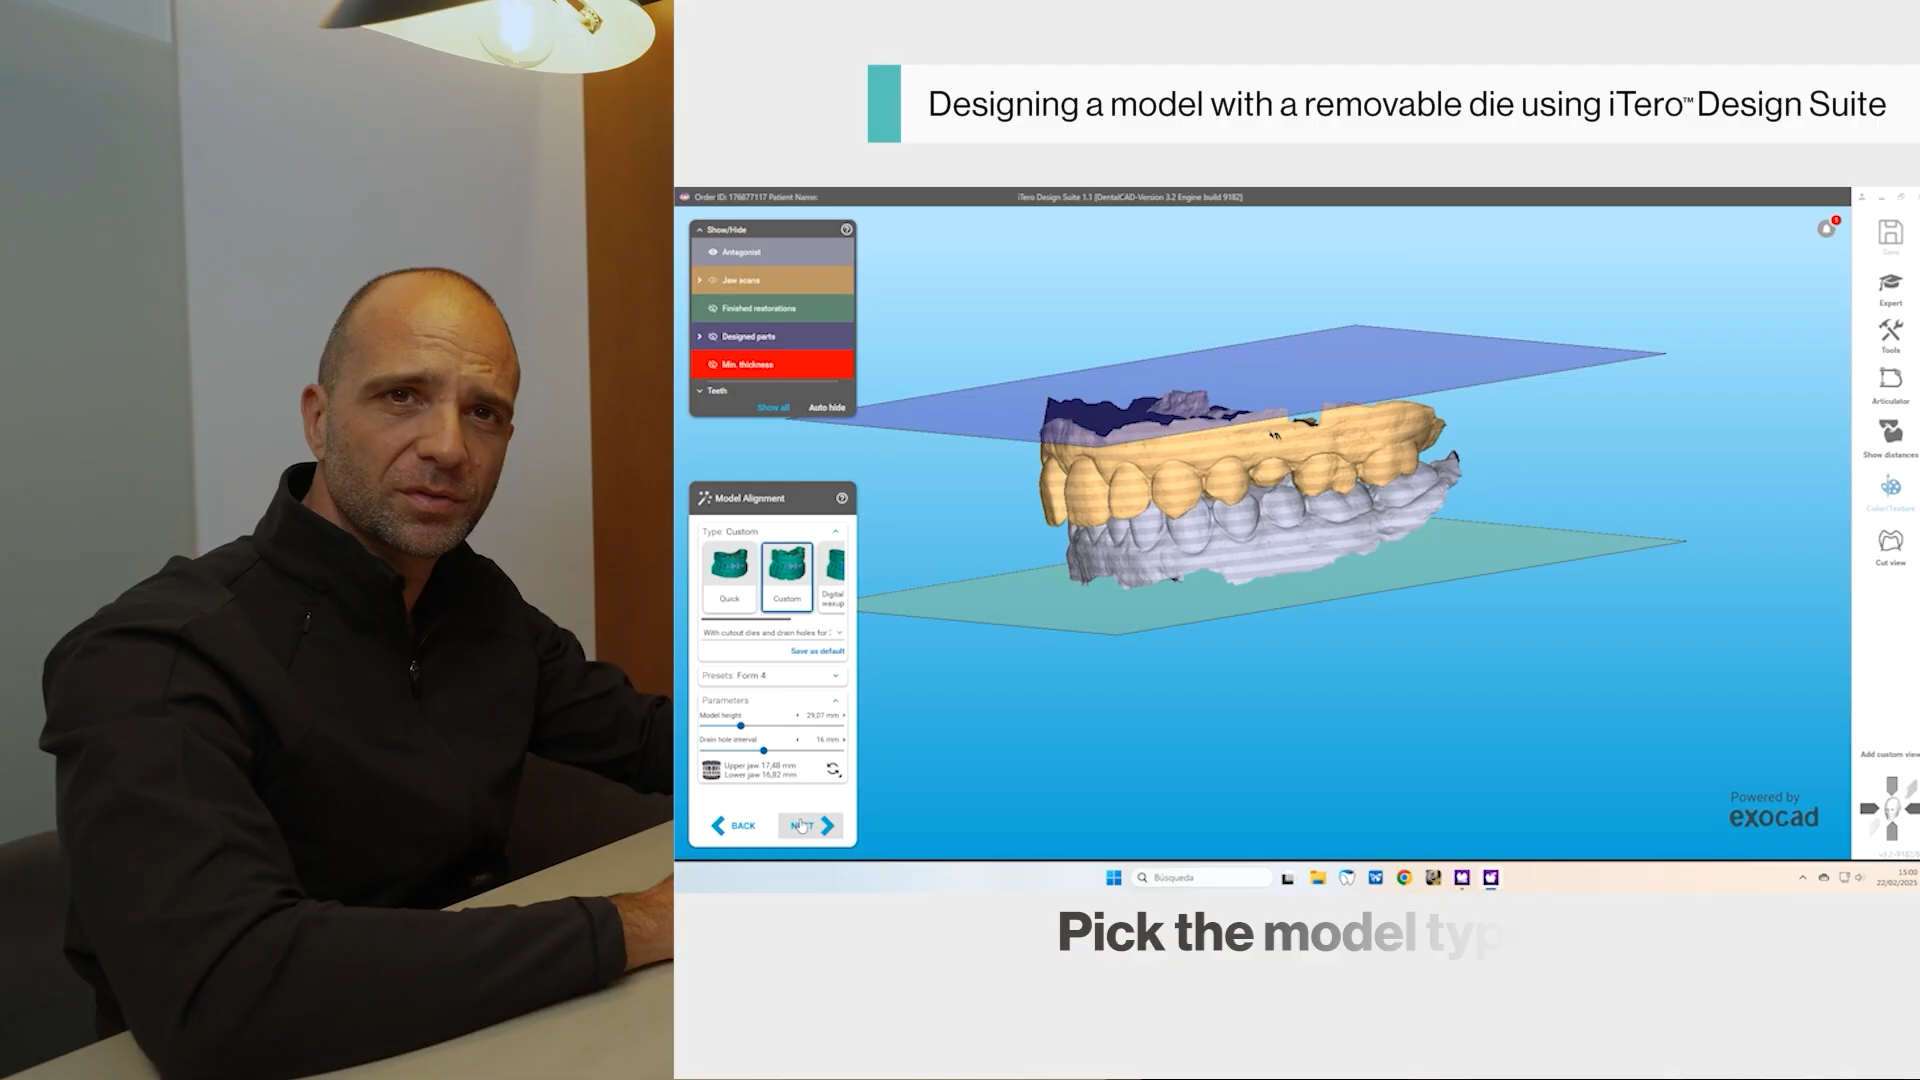 Designing a model with a removable die using iTero™ Design Suite
Order ID: 176877117 Patient Name:
iTero Design Suite 1.1 [DentalCAD-Version 3.2 Engine build 9182]
Show/Hide
Antagonist
Jaw scans
Finished restorations
Designed parts
Min. thickness
Teeth
Show all
Auto hide
5
Save
Expert
Tools
Articulator
Show distances
Color/Texture
Cut view
Model Alignment
Type: Custom
Quick
Custom
Digital
waxup
With cutout dies and drain holes for
Save as default
Presets: Form 4
Parameters
Model height
29,07 mm
Drain hole interval
16 mm
Upper jaw 17,48 mm
Lower jaw 16,82 mm
BACK
NEXT
Add custom view
Powered by
exocad
Búsqueda
15:00
22/02/2025
Pick the model typ